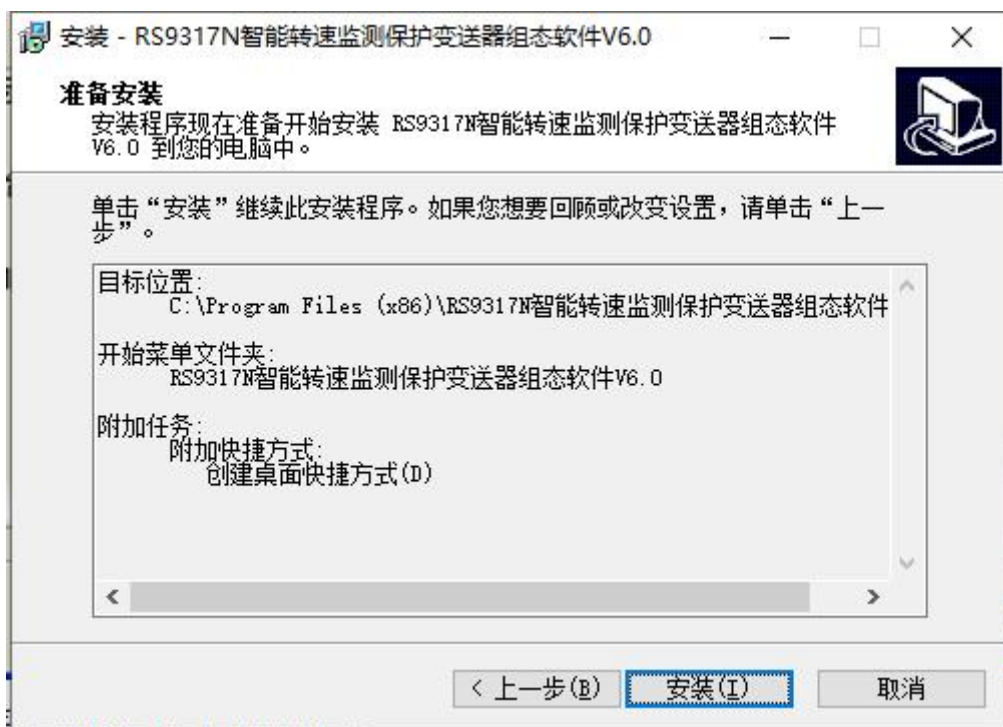 安装 - RS9317N智能转速监测保护变送器组态软件V6.0
准备安装
安装程序现在准备开始安装 RS9317N智能转速监测保护变送器组态软件
V6.0 到您的电脑中。
单击“安装”继续此安装程序。如果您想要回顾或改变设置，请单击“上一
步”。
目标位置:
C:\Program Files (x86)\RS9317N智能转速监测保护变送器组态软件
开始菜单文件夹:
RS9317N智能转速监测保护变送器组态软件V6.0
附加任务:
附加快捷方式:
创建桌面快捷方式(D)
< 上一步(B) 安装(I) 取消